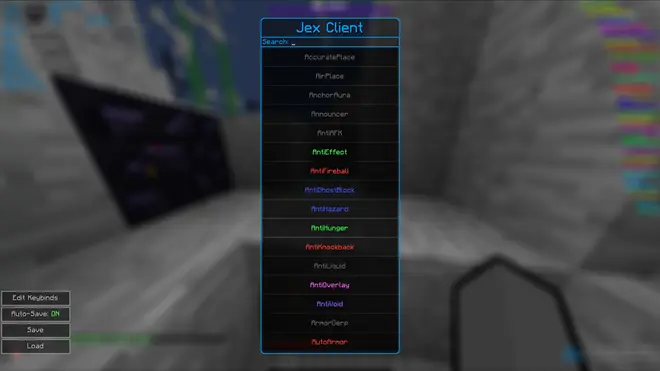 Jex Client
Search: _
AccuratePlace
AirPlace
AnchorAura
Announcer
AntiAFK
AntiEffect
AntiFireball
AntiGhostBlock
AntiHazard
AntiHunger
AntiKnockback
AntiLiquid
AntiOverlay
AntiVoid
ArmorDerp
AutoArmor
Edit Keybinds
Auto-Save: ON
Save
Load